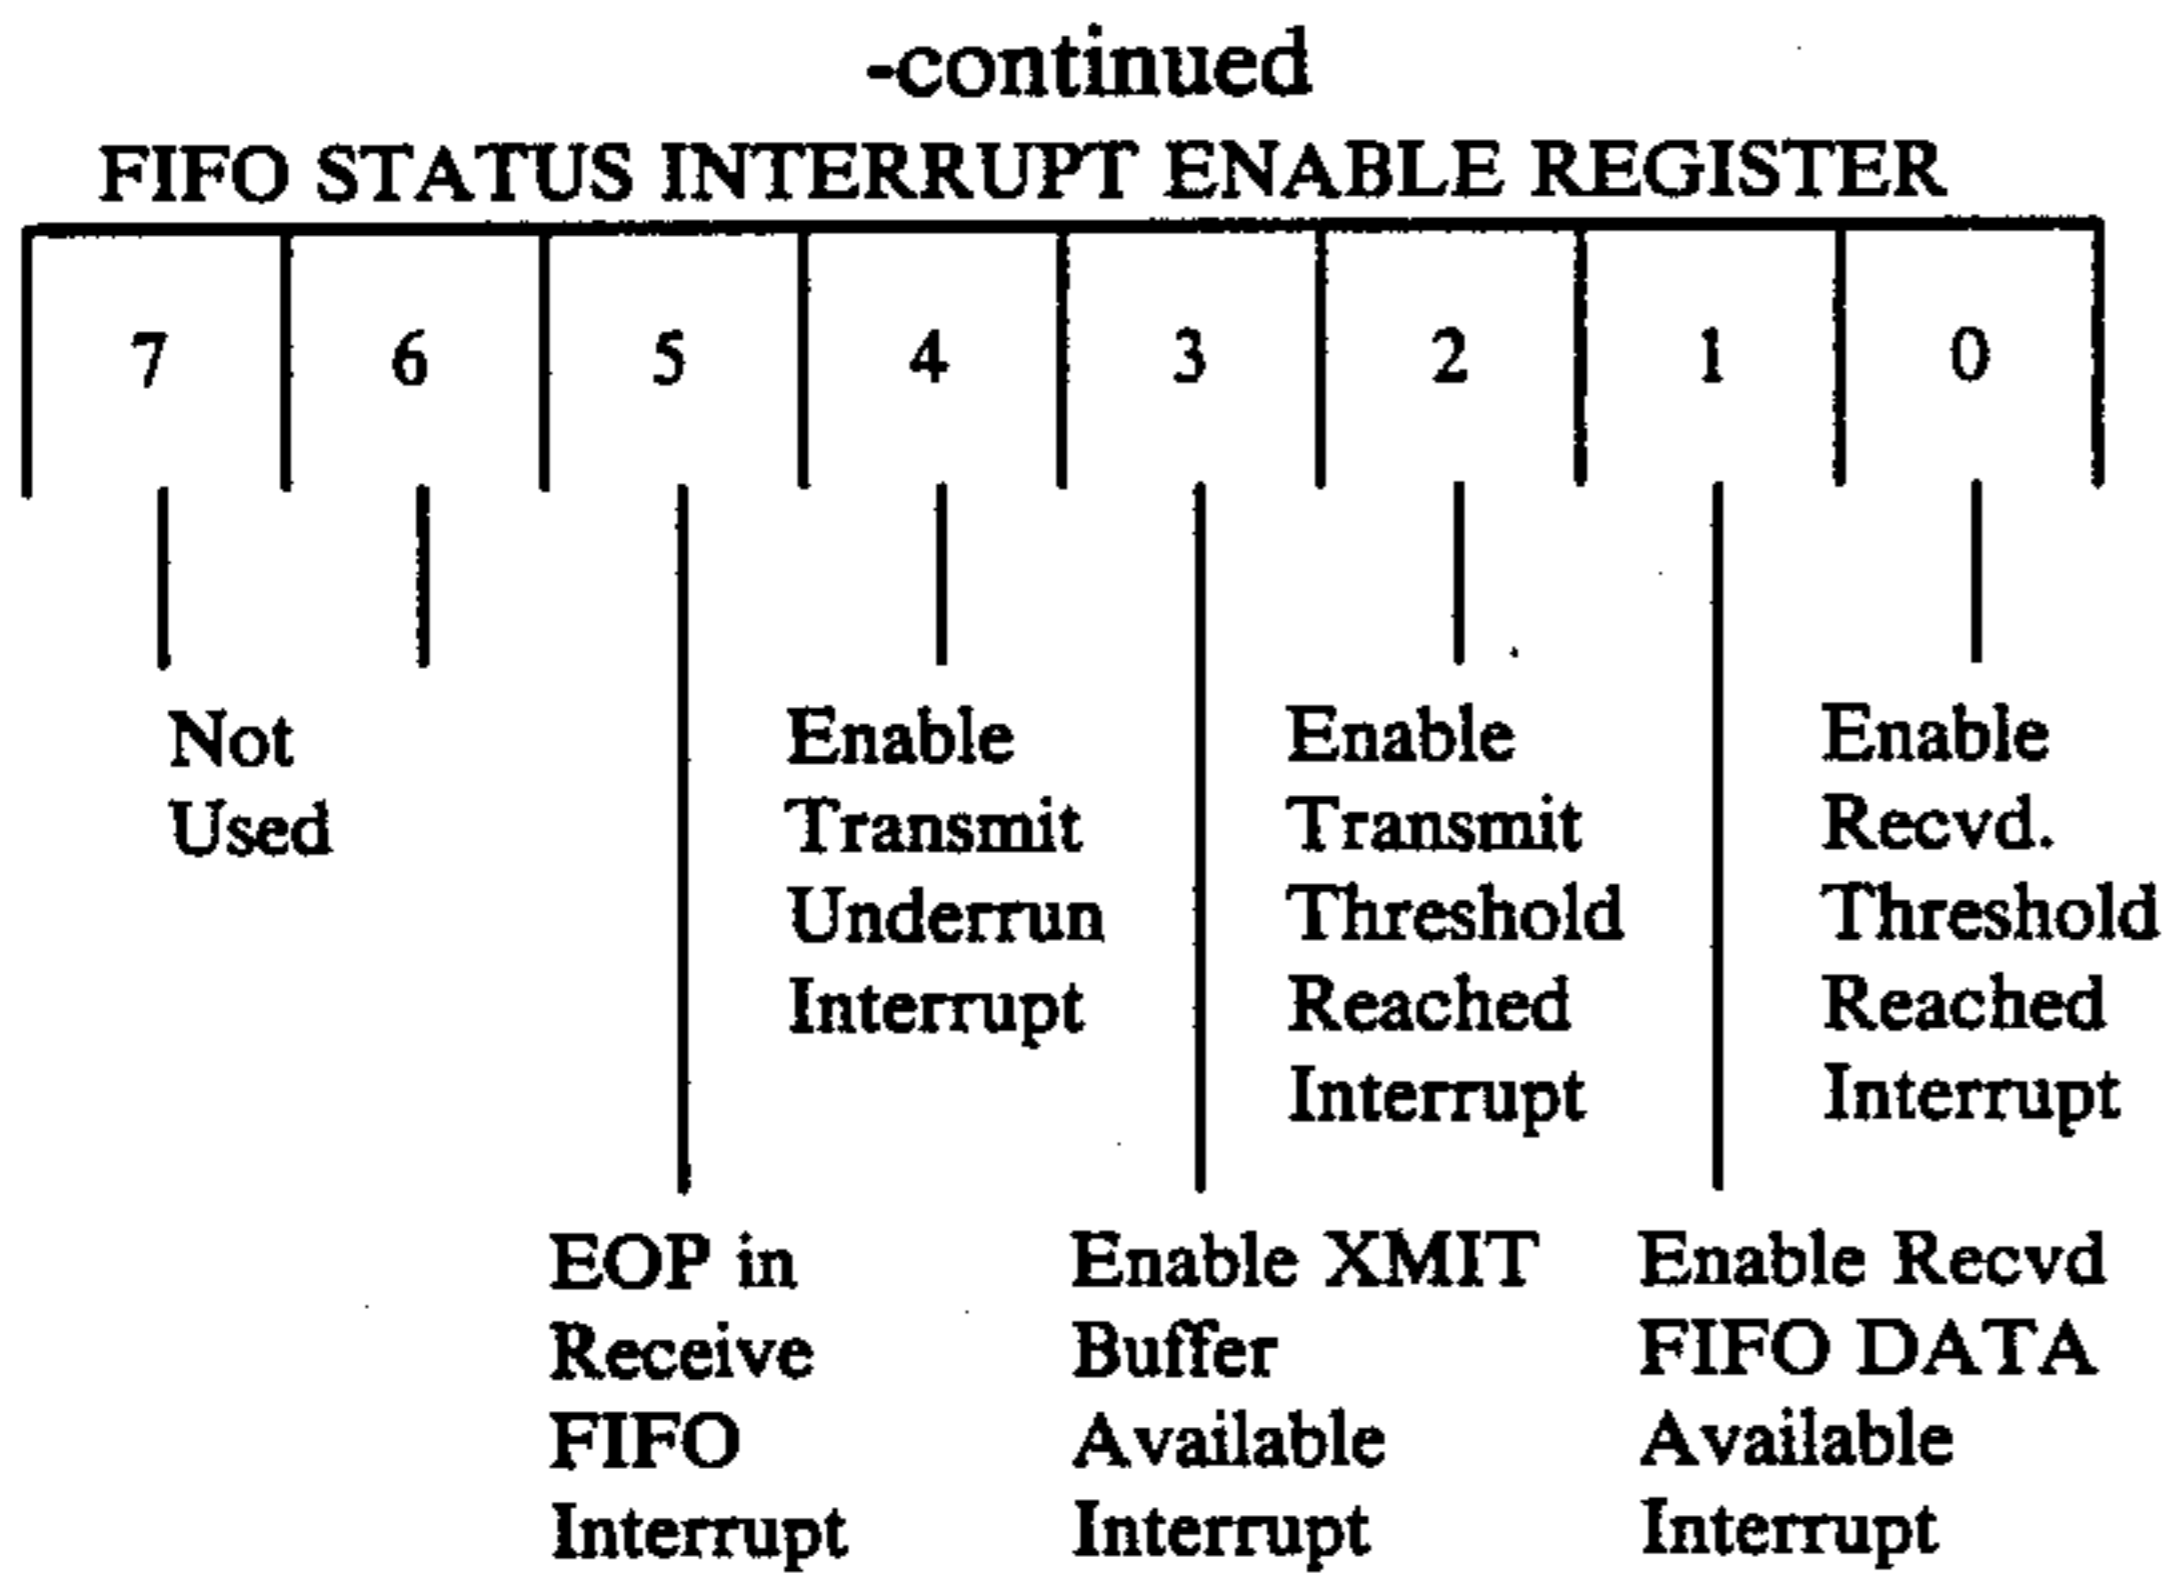 -continued
FIFO STATUS INTERRUPT ENABLE REGISTER
7 6 5 4 3 2 1 0
Not
Used
Enable
Transmit
Underrun
Interrupt
Enable
Transmit
Threshold
Reached
Interrupt
Enable
Recvd.
Threshold
Reached
Interrupt
EOP in
Receive
FIFO
Interrupt
Enable XMIT
Buffer
Available
Interrupt
Enable Recvd
FIFO DATA
Available
Interrupt